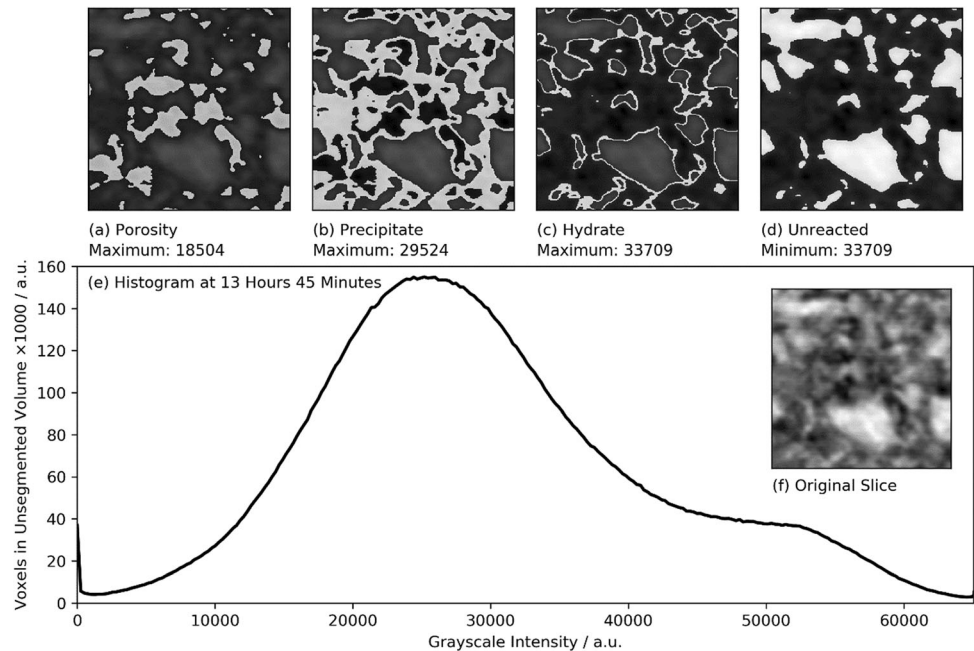 (a) Porosity
Maximum: 18504
(b) Precipitate
Maximum: 29524
(c) Hydrate
Maximum: 33709
(d) Unreacted
Minimum: 33709
(e) Histogram at 13 Hours 45 Minutes
Voxels in Unsegmented Volume ×1000 / a.u.
160
140
120
100
80
60
40
20
0
(f) Original Slice
0
10000
20000
30000
40000
50000
60000
Grayscale Intensity / a.u.